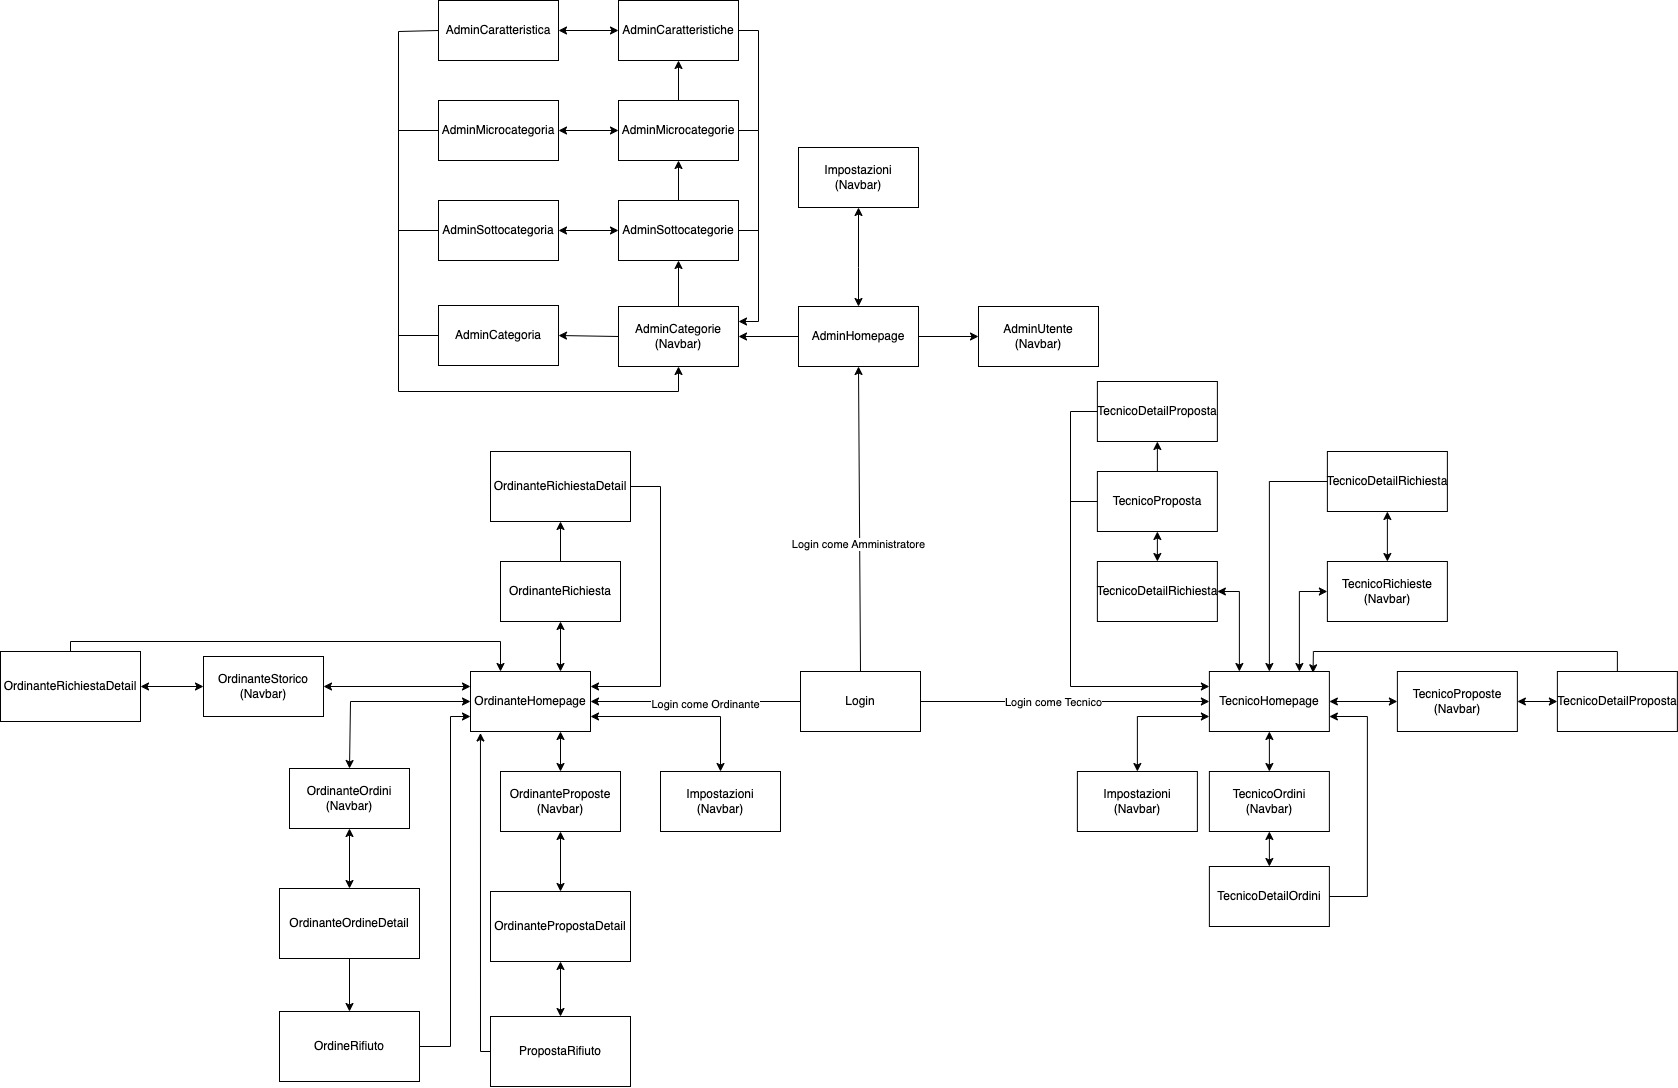 AdminCaratteristica
AdminCaratteristiche
AdminMicrocategoria
AdminMicrocategorie
Impostazioni
(Navbar)
AdminSottocategoria
AdminSottocategorie
AdminCategoria
AdminCategorie
(Navbar)
AdminHomepage
AdminUtente
(Navbar)
TecnicoDetailProposta
OrdinanteRichiestaDetail
TecnicoProposta
TecnicoDetailRichiesta
Login come Amministratore
OrdinanteRichiesta
TecnicoDetailRichiesta
TecnicoRichieste
(Navbar)
OrdinanteRichiestaDetail
OrdinanteStorico
(Navbar)
OrdinanteHomepage
Login come Ordinante
Login
Login come Tecnico
TecnicoHomepage
TecnicoProposte
(Navbar)
TecnicoDetailProposta
OrdinanteOrdini
(Navbar)
OrdinanteProposte
(Navbar)
Impostazioni
(Navbar)
Impostazioni
(Navbar)
TecnicoOrdini
(Navbar)
OrdinanteOrdineDetail
OrdinantePropostaDetail
TecnicoDetailOrdini
OrdineRifiuto
PropostaRifiuto